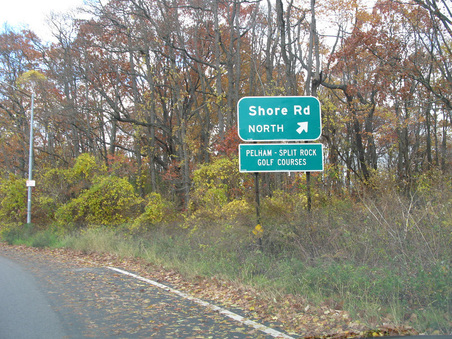 Shore Rd
NORTH
PELHAM - SPLIT ROCK
GOLF COURSES